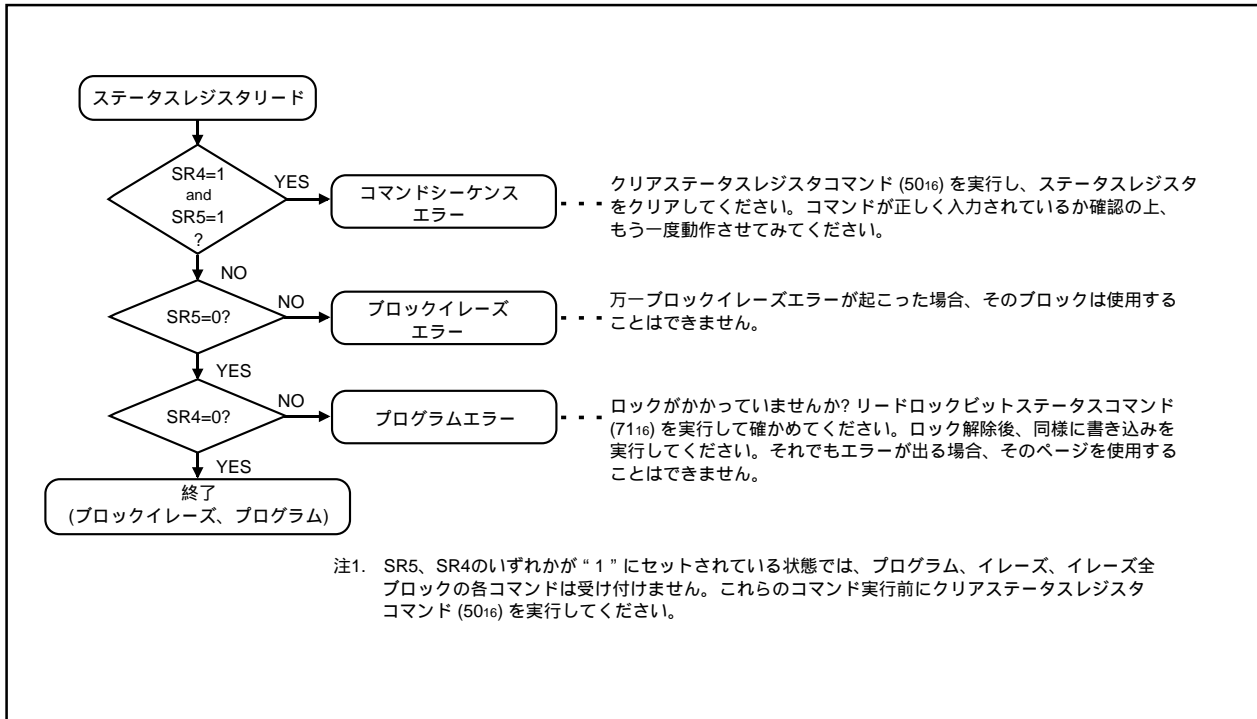 ステータスレジスタリード
SR4=1
and
SR5=1
?
YES
コマンドシーケンス
エラー
クリアステータスレジスタコマンド (5016) を実行し、ステータスレジスタ
をクリアしてください。コマンドが正しく入力されているか確認の上、
もう一度動作させてみてください。
NO
SR5=0?
NO
ブロックイレーズ
エラー
万一ブロックイレーズエラーが起こった場合、そのブロックは使用する
ことはできません。
YES
SR4=0?
NO
プログラムエラー
ロックがかかっていませんか? リードロックビットステータスコマンド
(7116) を実行して確かめてください。ロック解除後、同様に書き込みを
実行してください。それでもエラーが出る場合、そのページを使用する
ことはできません。
YES
終了
(ブロックイレーズ、プログラム)
注1. SR5、SR4のいずれかが“1”にセットされている状態では、プログラム、イレーズ、イレーズ全
ブロックの各コマンドは受け付けません。これらのコマンド実行前にクリアステータスレジスタ
コマンド (5016) を実行してください。